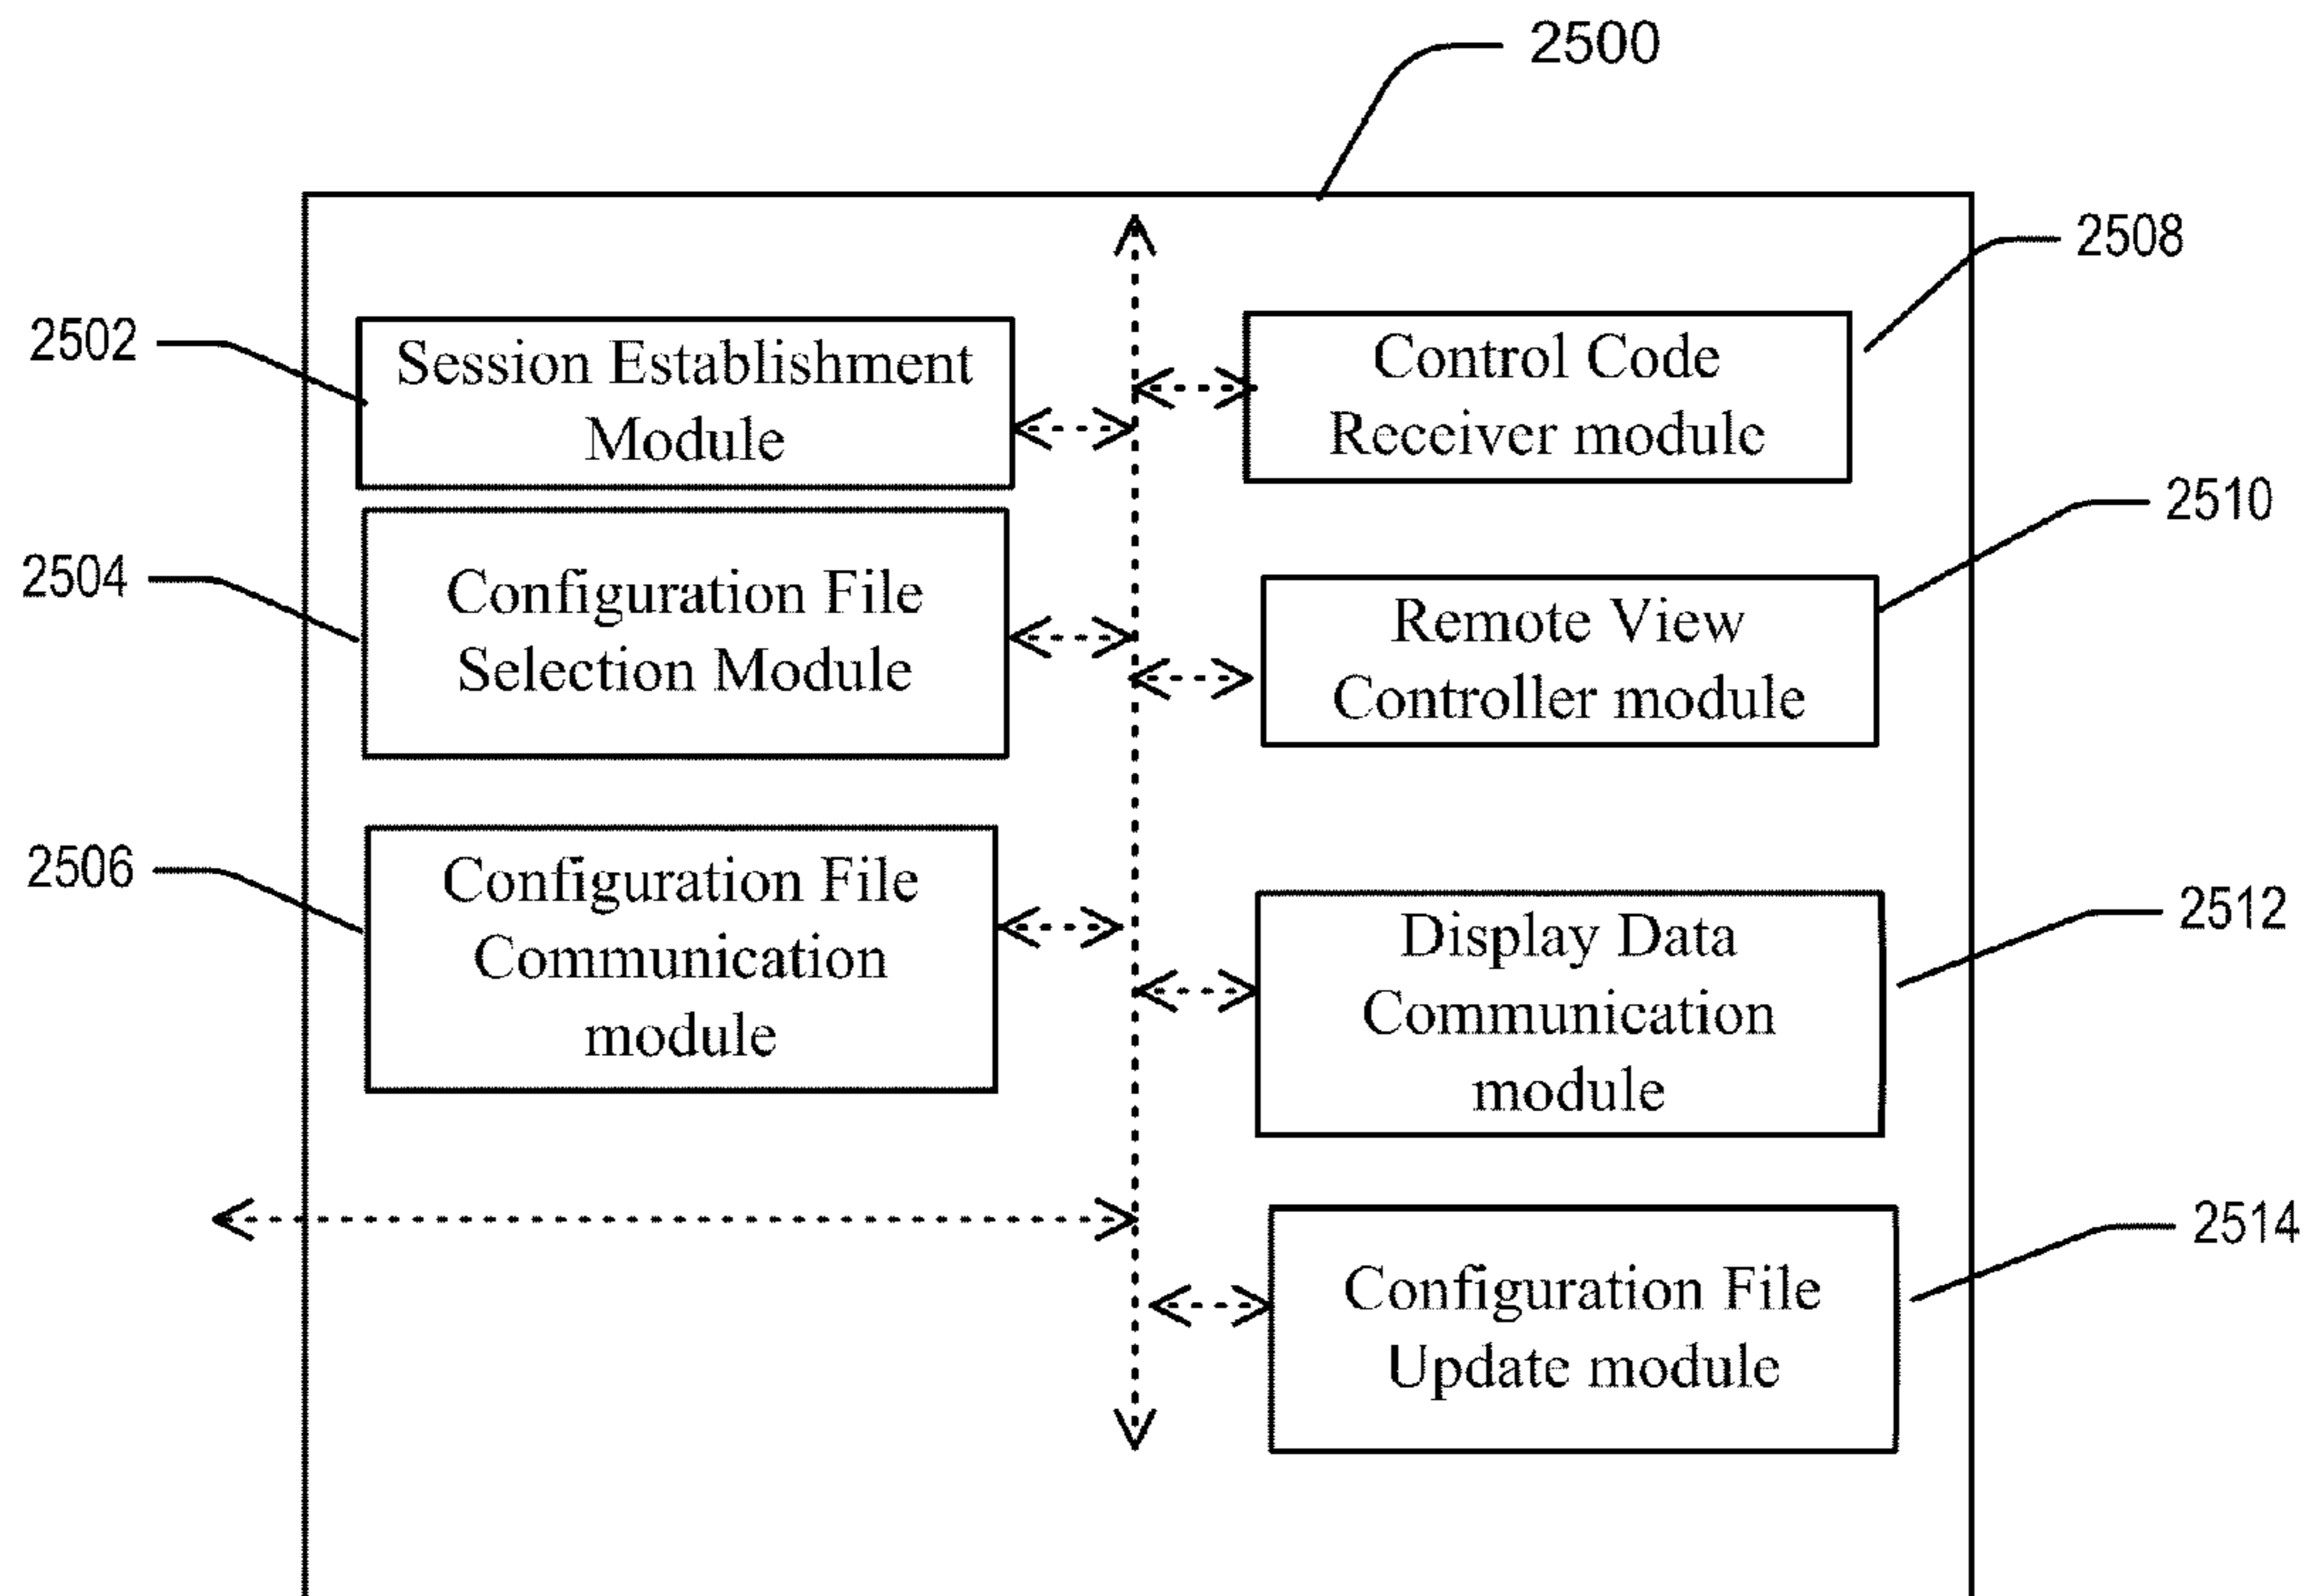 2500
2508
2502
Session Establishment
Module
Control Code
Receiver module
2510
2504
Configuration File
Selection Module
Remote View
Controller module
2506
Configuration File
Communication
module
2512
Display Data
Communication
module
2514
Configuration File
Update module